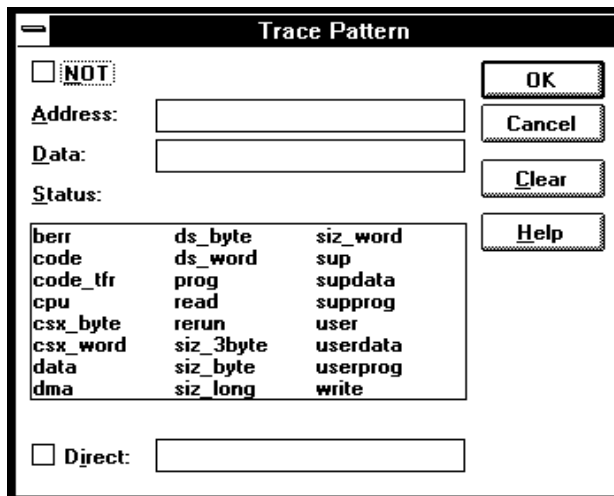 Trace Pattern
NOT
OK
Address:
Cancel
Data:
Clear
Status:
Help
berr ds_byte siz_word
code ds_word sup
code_tfr prog supdata
cpu read supprog
csx_byte rerun user
csx_word siz_3byte userdata
data siz_byte userprog
dma siz_long write
Direct: